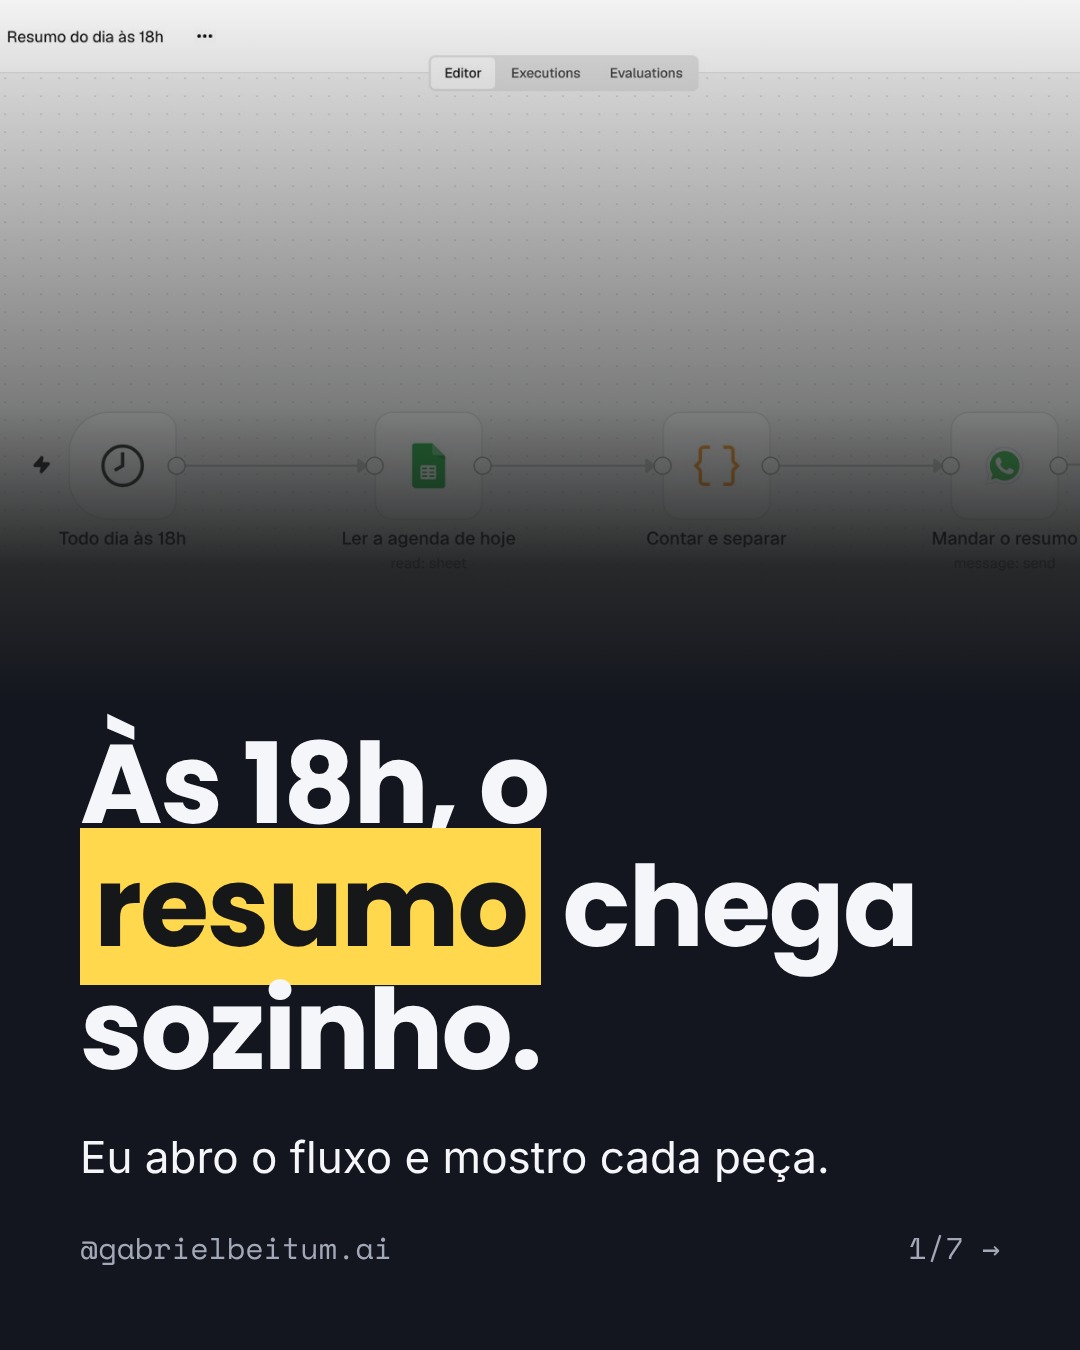 Resumo do dia às 18h •••
Editor Executions Evaluations
Todo dia às 18h Ler a agenda de hoje Contar e separar Mandar o resumo
read: sheet message: send
Às 18h, o
resumo chega
sozinho.
Eu abro o fluxo e mostro cada peça.
@gabrielbeitum.ai 1/7 →